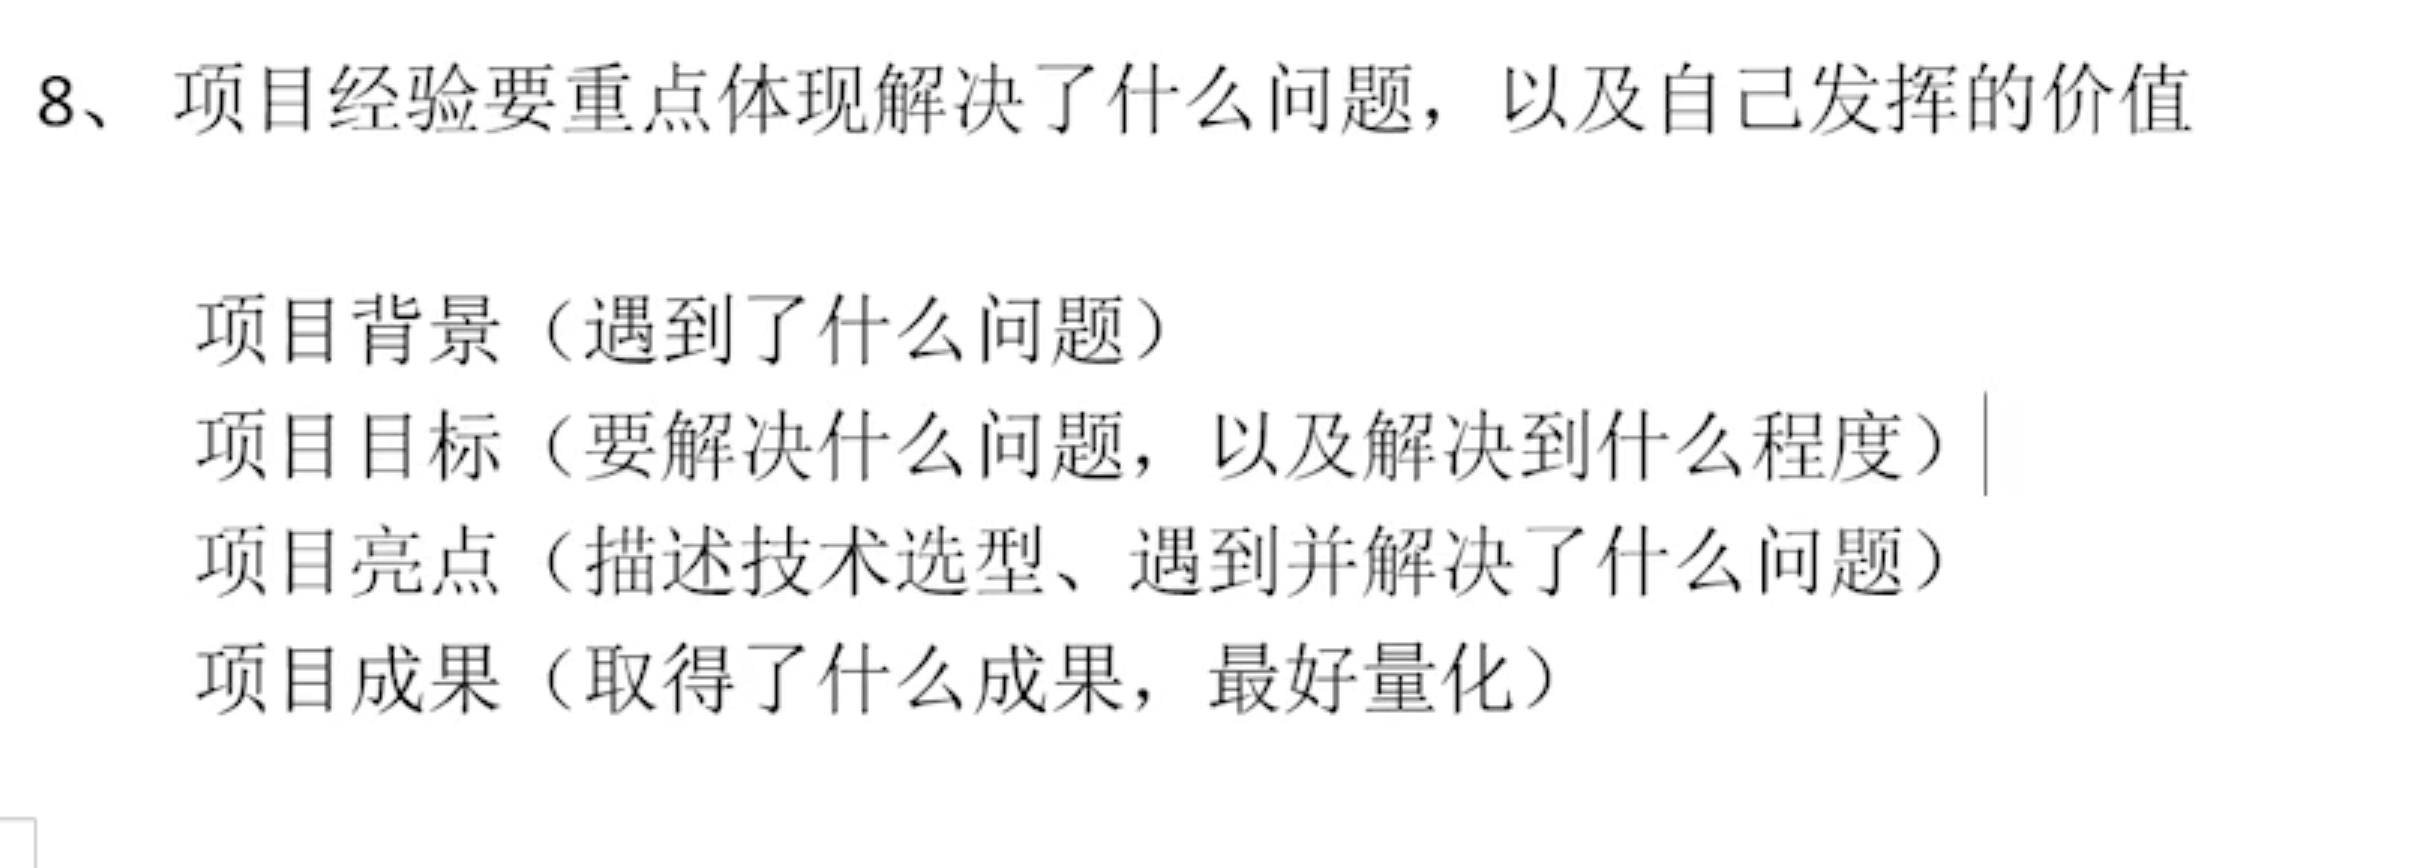 8、 项目经验要重点体现解决了什么问题，以及自己发挥的价值
项目背景（遇到了什么问题）
项目目标（要解决什么问题，以及解决到什么程度）
项目亮点（描述技术选型、遇到并解决了什么问题）
项目成果（取得了什么成果，最好量化）